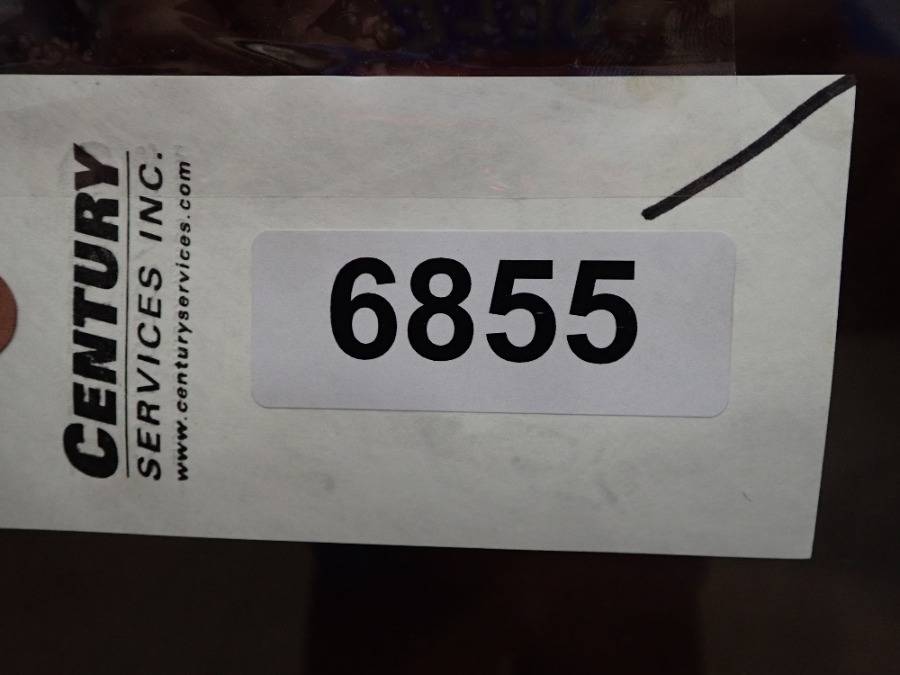 CENTURY
SERVICES INC.
www.centuryservices.com
6855